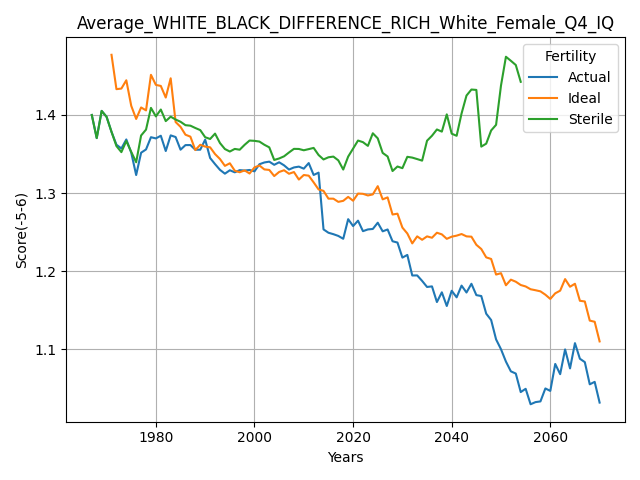 Average_WHITE_BLACK_DIFFERENCE_RICH_White_Female_Q4_IQ
Fertility
Actual
Ideal
Sterile
Score(-5-6)
1.4
1.3
1.2
1.1
1980 2000 2020 2040 2060
Years